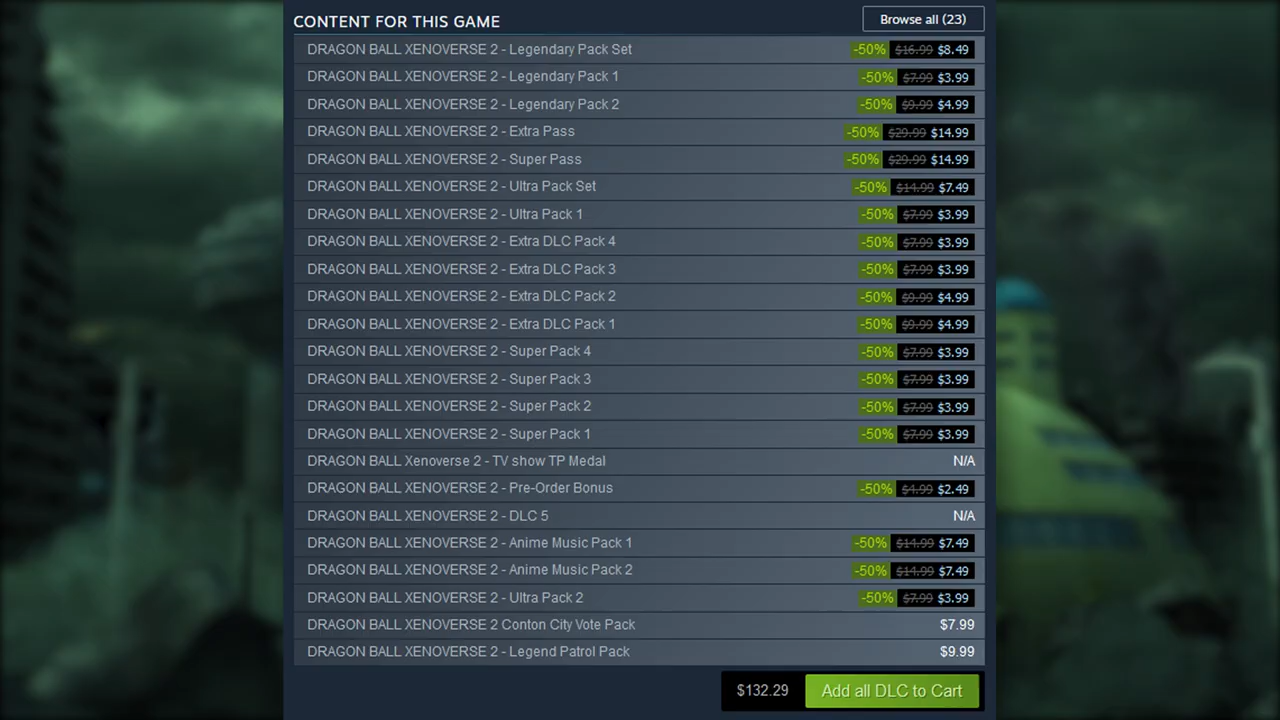 CONTENT FOR THIS GAME Browse all (23)
DRAGON BALL XENOVERSE 2 - Legendary Pack Set -50% $16.99 $8.49
DRAGON BALL XENOVERSE 2 - Legendary Pack 1 -50% $7.99 $3.99
DRAGON BALL XENOVERSE 2 - Legendary Pack 2 -50% $9.99 $4.99
DRAGON BALL XENOVERSE 2 - Extra Pass -50% $29.99 $14.99
DRAGON BALL XENOVERSE 2 - Super Pass -50% $29.99 $14.99
DRAGON BALL XENOVERSE 2 - Ultra Pack Set -50% $14.99 $7.49
DRAGON BALL XENOVERSE 2 - Ultra Pack 1 -50% $7.99 $3.99
DRAGON BALL XENOVERSE 2 - Extra DLC Pack 4 -50% $7.99 $3.99
DRAGON BALL XENOVERSE 2 - Extra DLC Pack 3 -50% $7.99 $3.99
DRAGON BALL XENOVERSE 2 - Extra DLC Pack 2 -50% $9.99 $4.99
DRAGON BALL XENOVERSE 2 - Extra DLC Pack 1 -50% $9.99 $4.99
DRAGON BALL XENOVERSE 2 - Super Pack 4 -50% $7.99 $3.99
DRAGON BALL XENOVERSE 2 - Super Pack 3 -50% $7.99 $3.99
DRAGON BALL XENOVERSE 2 - Super Pack 2 -50% $7.99 $3.99
DRAGON BALL XENOVERSE 2 - Super Pack 1 -50% $7.99 $3.99
DRAGON BALL Xenoverse 2 - TV show TP Medal N/A
DRAGON BALL XENOVERSE 2 - Pre-Order Bonus -50% $4.99 $2.49
DRAGON BALL XENOVERSE 2 - DLC 5 N/A
DRAGON BALL XENOVERSE 2 - Anime Music Pack 1 -50% $14.99 $7.49
DRAGON BALL XENOVERSE 2 - Anime Music Pack 2 -50% $14.99 $7.49
DRAGON BALL XENOVERSE 2 - Ultra Pack 2 -50% $7.99 $3.99
DRAGON BALL XENOVERSE 2 Conton City Vote Pack $7.99
DRAGON BALL XENOVERSE 2 - Legend Patrol Pack $9.99
$132.29 Add all DLC to Cart